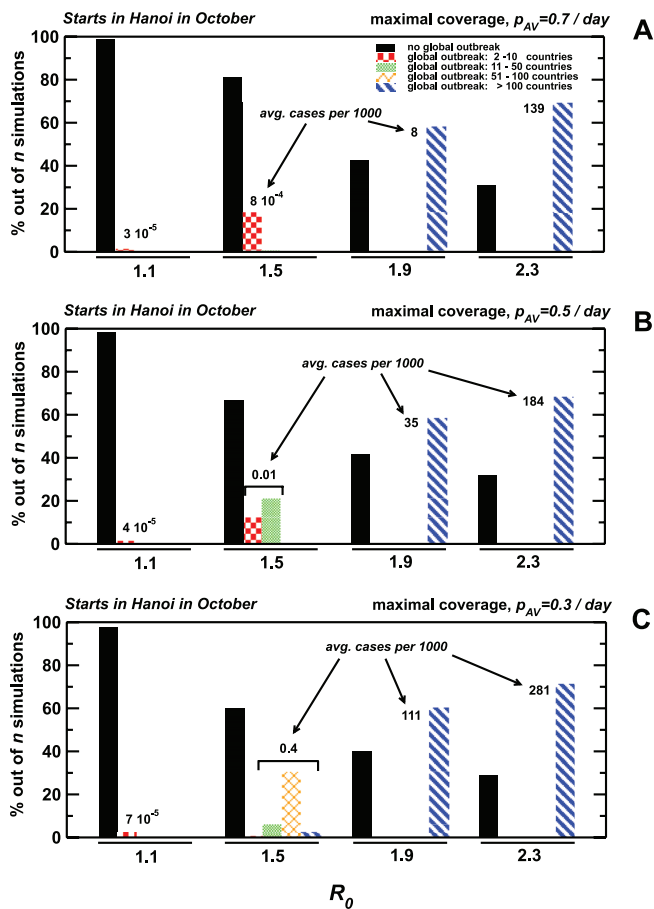 Starts in Hanoi in October
maximal coverage, pAV=0.7 / day
A
100
80
60
40
20
0
% out of n simulations
no global outbreak
global outbreak: 2 -10 countries
global outbreak: 11 - 50 countries
global outbreak: 51 - 100 countries
global outbreak: > 100 countries
avg. cases per 1000
3 10-5
8 10-4
8
139
1.1
1.5
1.9
2.3
Starts in Hanoi in October
maximal coverage, pAV=0.5 / day
B
100
80
60
40
20
0
% out of n simulations
avg. cases per 1000
4 10-5
0.01
35
184
1.1
1.5
1.9
2.3
Starts in Hanoi in October
maximal coverage, pAV=0.3 / day
C
100
80
60
40
20
0
% out of n simulations
avg. cases per 1000
7 10-5
0.4
111
281
1.1
1.5
1.9
2.3
R0